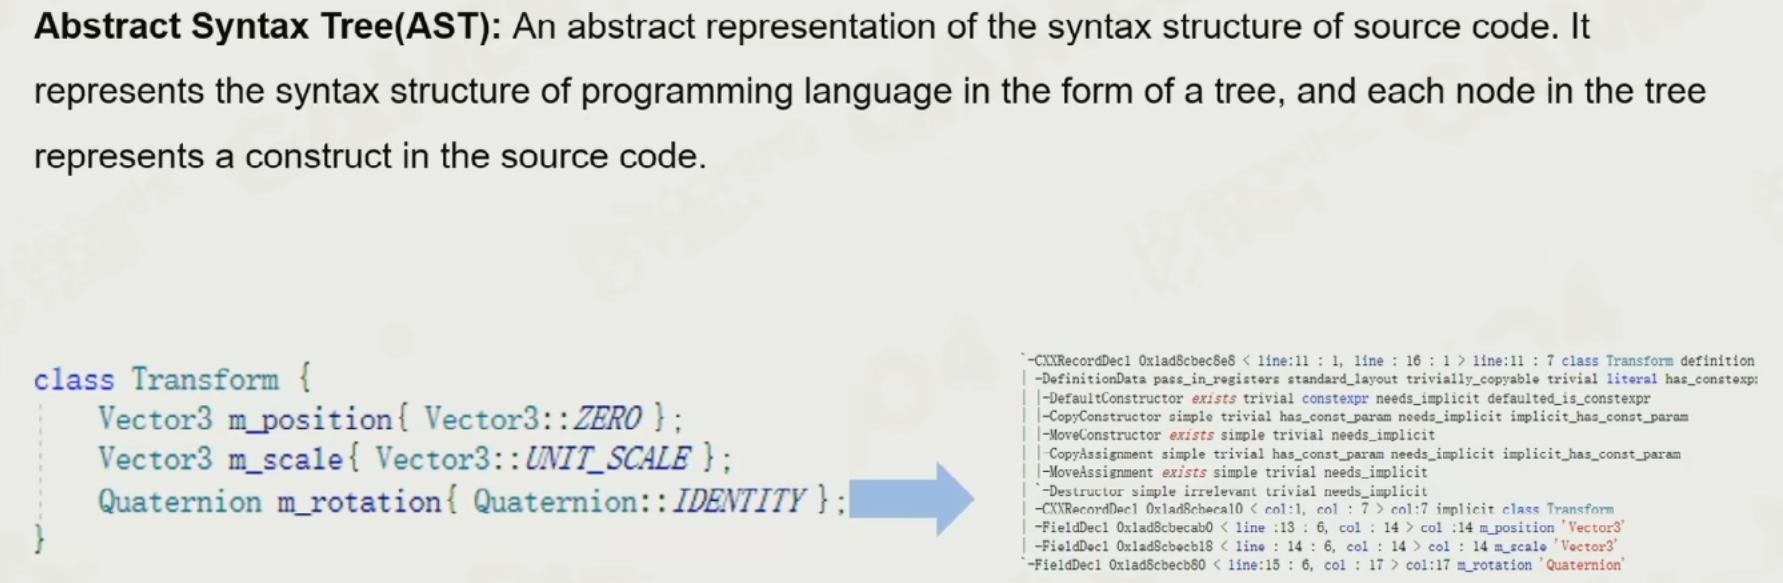 Abstract Syntax Tree(AST): An abstract representation of the syntax structure of source code. It
represents the syntax structure of programming language in the form of a tree, and each node in the tree
represents a construct in the source code.
class Transform {
Vector3 m_position{ Vector3::ZERO };
Vector3 m_scale{ Vector3::UNIT_SCALE };
Quaternion m_rotation{ Quaternion::IDENTITY };
}
`-CXXRecordDecl 0x1ad8cbec8e8 < line:11 : 1, line : 16 : 1 > line:11 : 7 class Transform definition
| -DefinitionData pass_in_registers standard_layout trivially_copyable trivial literal has_constexp:
| |-DefaultConstructor exists trivial constexpr needs_implicit defaulted_is_constexpr
| |-CopyConstructor simple trivial has_const_param needs_implicit implicit_has_const_param
| |-MoveConstructor exists simple trivial needs_implicit
| |-CopyAssignment simple trivial has_const_param needs_implicit implicit_has_const_param
| |-MoveAssignment exists simple trivial needs_implicit
| `-Destructor simple irrelevant trivial needs_implicit
| -CXXRecordDecl 0x1ad8cbeca10 < col:1, col : 7 > col:7 implicit class Transform
| -FieldDecl 0x1ad8cbecab0 < line :13 : 6, col : 14 > col :14 m_position 'Vector3'
| -FieldDecl 0x1ad8cbecb18 < line : 14 : 6, col : 14 > col : 14 m_scale 'Vector3'
`-FieldDecl 0x1ad8cbecb80 < line:15 : 6, col : 17 > col:17 m_rotation 'Quaternion'